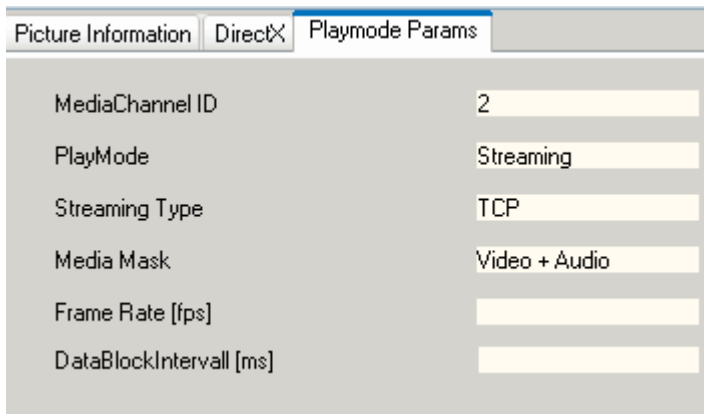 Picture Information DirectX Playmode Params
MediaChannel ID 2
PlayMode Streaming
Streaming Type TCP
Media Mask Video + Audio
Frame Rate [fps]
DataBlockIntervall [ms]